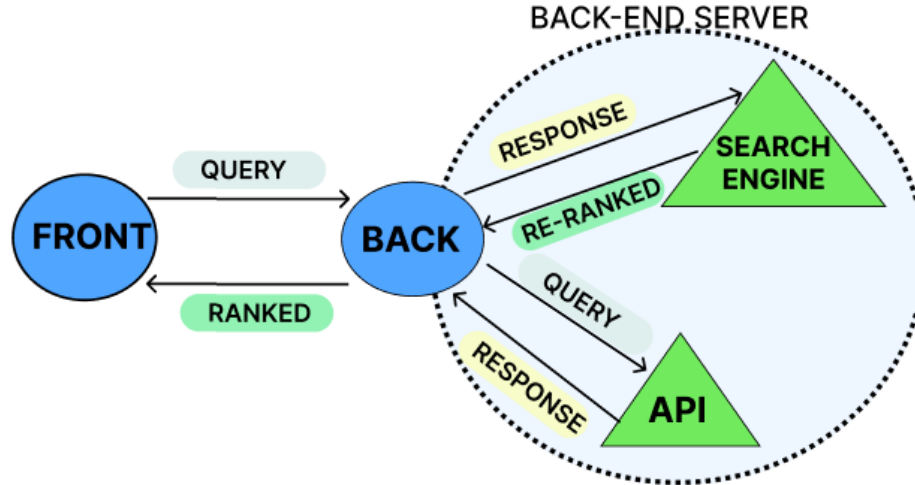 BACK-END SERVER
RESPONSE
SEARCH
ENGINE
QUERY
RE-RANKED
FRONT
BACK
QUERY
RANKED
RESPONSE
API